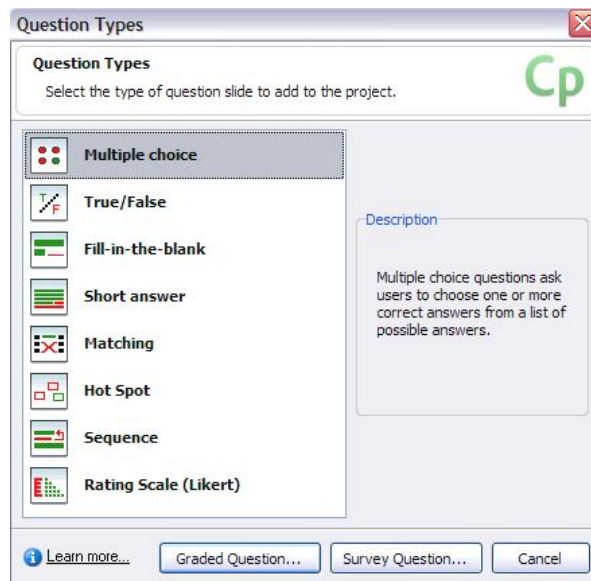 Question Types
Question Types
Select the type of question slide to add to the project.
Cp
Multiple choice
T/F
True/False
Fill-in-the-blank
Short answer
Matching
Hot Spot
Sequence
Rating Scale (Likert)
Description
Multiple choice questions ask
users to choose one or more
correct answers from a list of
possible answers.
Learn more...
Graded Question...
Survey Question...
Cancel